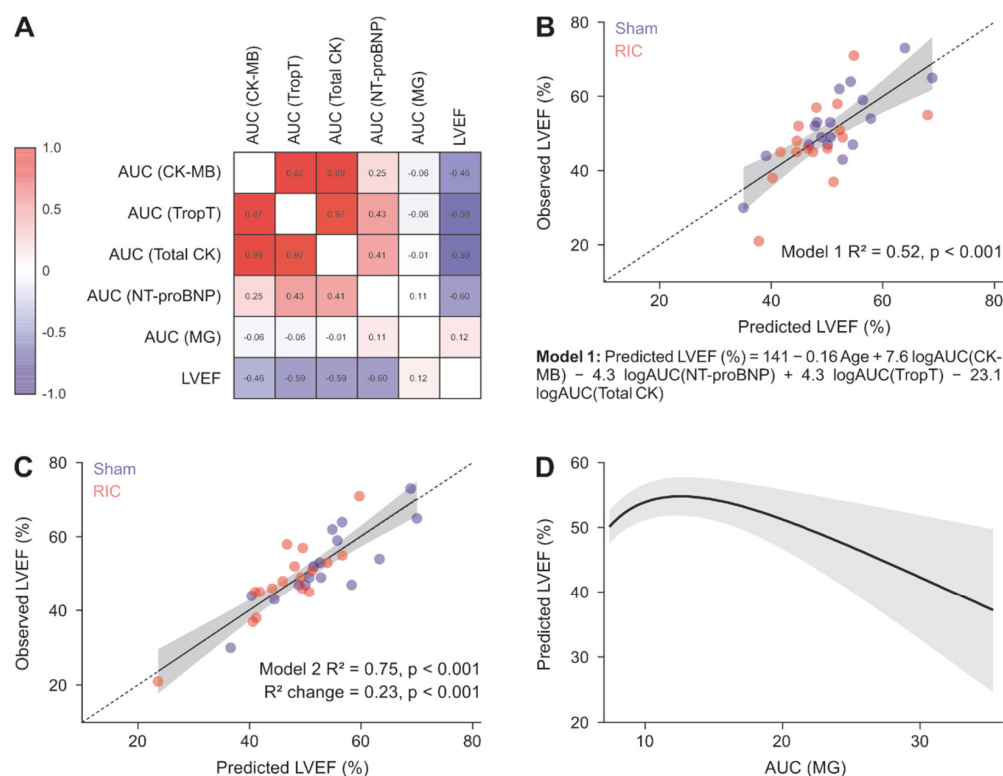 A
AUC (CK-MB)
AUC (TropT)
AUC (Total CK)
AUC (NT-proBNP)
AUC (MG)
LVEF
1.0
0.5
0
-0.5
-1.0
AUC (CK-MB) 0.87 0.89 0.25 -0.06 -0.46
AUC (TropT) 0.87 0.97 0.43 -0.06 -0.59
AUC (Total CK) 0.89 0.97 0.41 -0.01 -0.59
AUC (NT-proBNP) 0.25 0.43 0.41 0.11 -0.60
AUC (MG) -0.06 -0.06 -0.01 0.11 0.12
LVEF -0.46 -0.59 -0.59 -0.60 0.12
B
Sham
RIC
Observed LVEF (%)
80
60
40
20
Model 1 R² = 0.52, p < 0.001
20 40 60 80
Predicted LVEF (%)
Model 1: Predicted LVEF (%) = 141 − 0.16 Age + 7.6 logAUC(CK-
MB) − 4.3 logAUC(NT-proBNP) + 4.3 logAUC(TropT) − 23.1
logAUC(Total CK)
C
Sham
RIC
Observed LVEF (%)
80
60
40
20
Model 2 R² = 0.75, p < 0.001
R² change = 0.23, p < 0.001
20 40 60 80
Predicted LVEF (%)
D
Predicted LVEF (%)
60
50
40
30
20
10 20 30
AUC (MG)